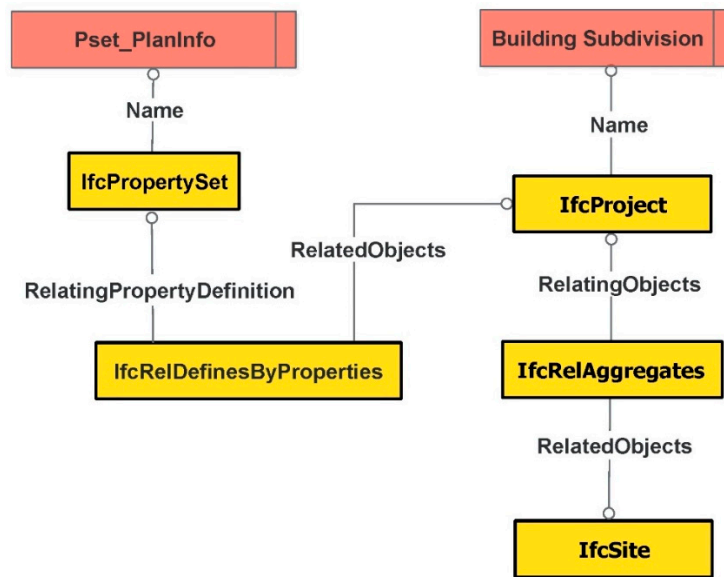 Pset_PlanInfo
Building Subdivision
Name
Name
IfcPropertySet
IfcProject
RelatedObjects
RelatingPropertyDefinition
RelatingObjects
IfcRelDefinesByProperties
IfcRelAggregates
RelatedObjects
IfcSite